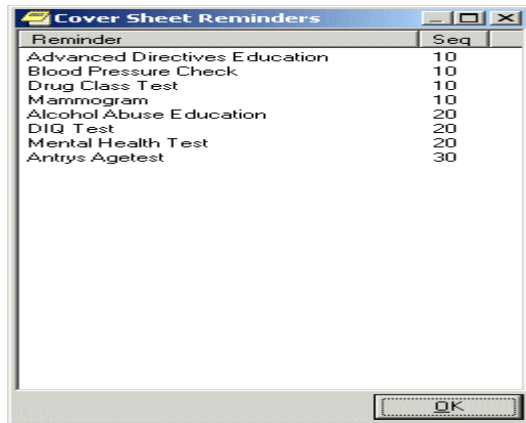 Cover Sheet Reminders
Reminder Seq
Advanced Directives Education 10
Blood Pressure Check 10
Drug Class Test 10
Mammogram 10
Alcohol Abuse Education 20
DIQ Test 20
Mental Health Test 20
Antrys Agetest 30
OK